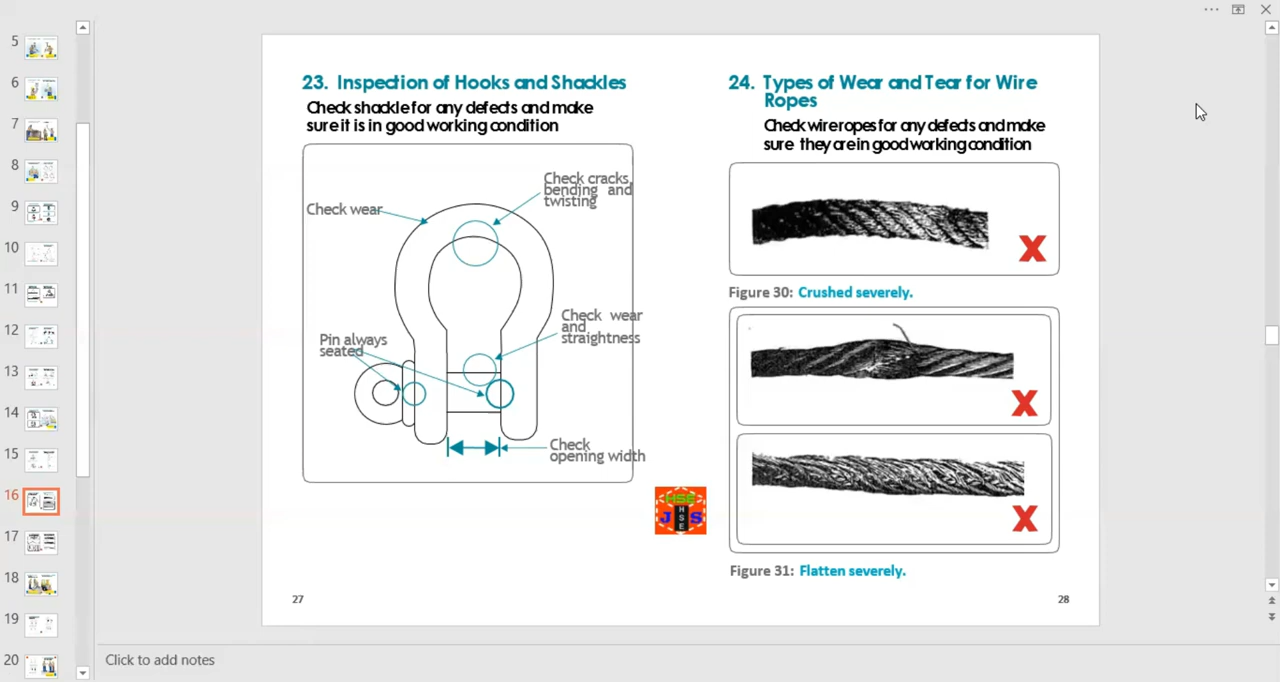 5
6
7
8
9
10
11
12
13
14
15
16
17
18
19
20
23. Inspection of Hooks and Shackles
Check shackle for any defects and make
sure it is in good working condition
Check cracks,
bending and
twisting
Check wear
Check wear
and
straightness
Pin always
seated
Check
opening width
27
HSE
J S
H
S
E
24. Types of Wear and Tear for Wire
Ropes
Check wire ropes for any defects and make
sure they are in good working condition
X
Figure 30: Crushed severely.
X
X
Figure 31: Flatten severely.
28
Click to add notes